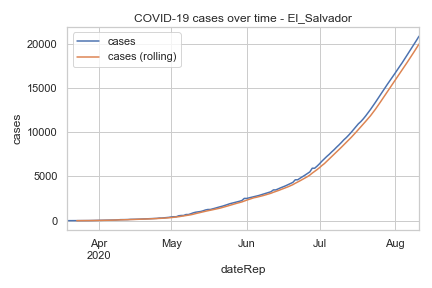 COVID-19 cases over time - El_Salvador
cases
cases (rolling)
20000
15000
10000
5000
0
cases
Apr
2020
May
Jun
Jul
Aug
dateRep